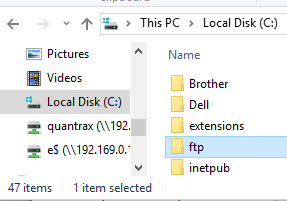 This PC > Local Disk (C:) >
Pictures
Videos
Local Disk (C:)
quantrax (\\192.
e$ (\\192.169.0.1
Name
Brother
Dell
extensions
ftp
inetpub
47 items 1 item selected